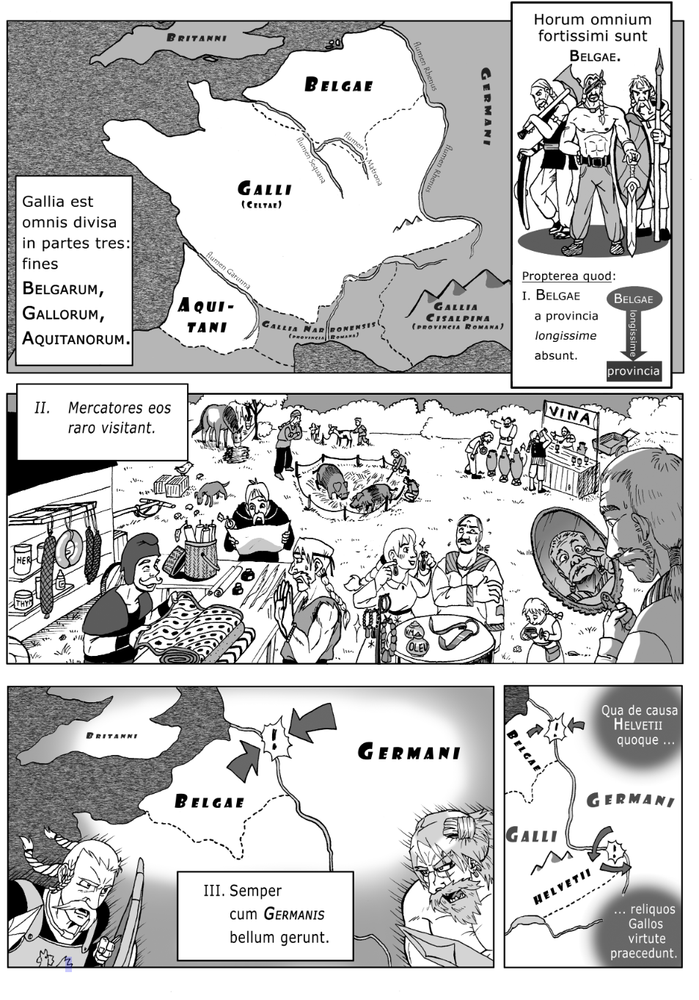 BRITANNI
BELGAE
flumen Rhenus
GERMANI
flumen Sequana
flumen Matrona
flumen Rhenus
GALLI
(CELTAE)
Gallia est
omnis divisa
in partes tres:
fines
BELGARUM,
GALLORUM,
AQUITANORUM.
flumen Garunna
AQUI-
TANI
GALLIA NARBONENSIS
(PROVINCIA ROMANA)
GALLIA
CISALPINA
(PROVINCIA ROMANA)
Horum omnium
fortissimi sunt
BELGAE.
Propterea quod:
I. BELGAE
a provincia
longissime
absunt.
BELGAE
longissime
provincia
II. Mercatores eos
raro visitant.
VINA
HER
THYM
OLEU
BRITANNI
!
GERMANI
BELGAE
III. Semper
cum GERMANIS
bellum gerunt.
Qua de causa
HELVETII
quoque ...
!
BELGAE
GERMANI
GALLI
!
HELVETII
... reliquos
Gallos
virtute
praecedunt.